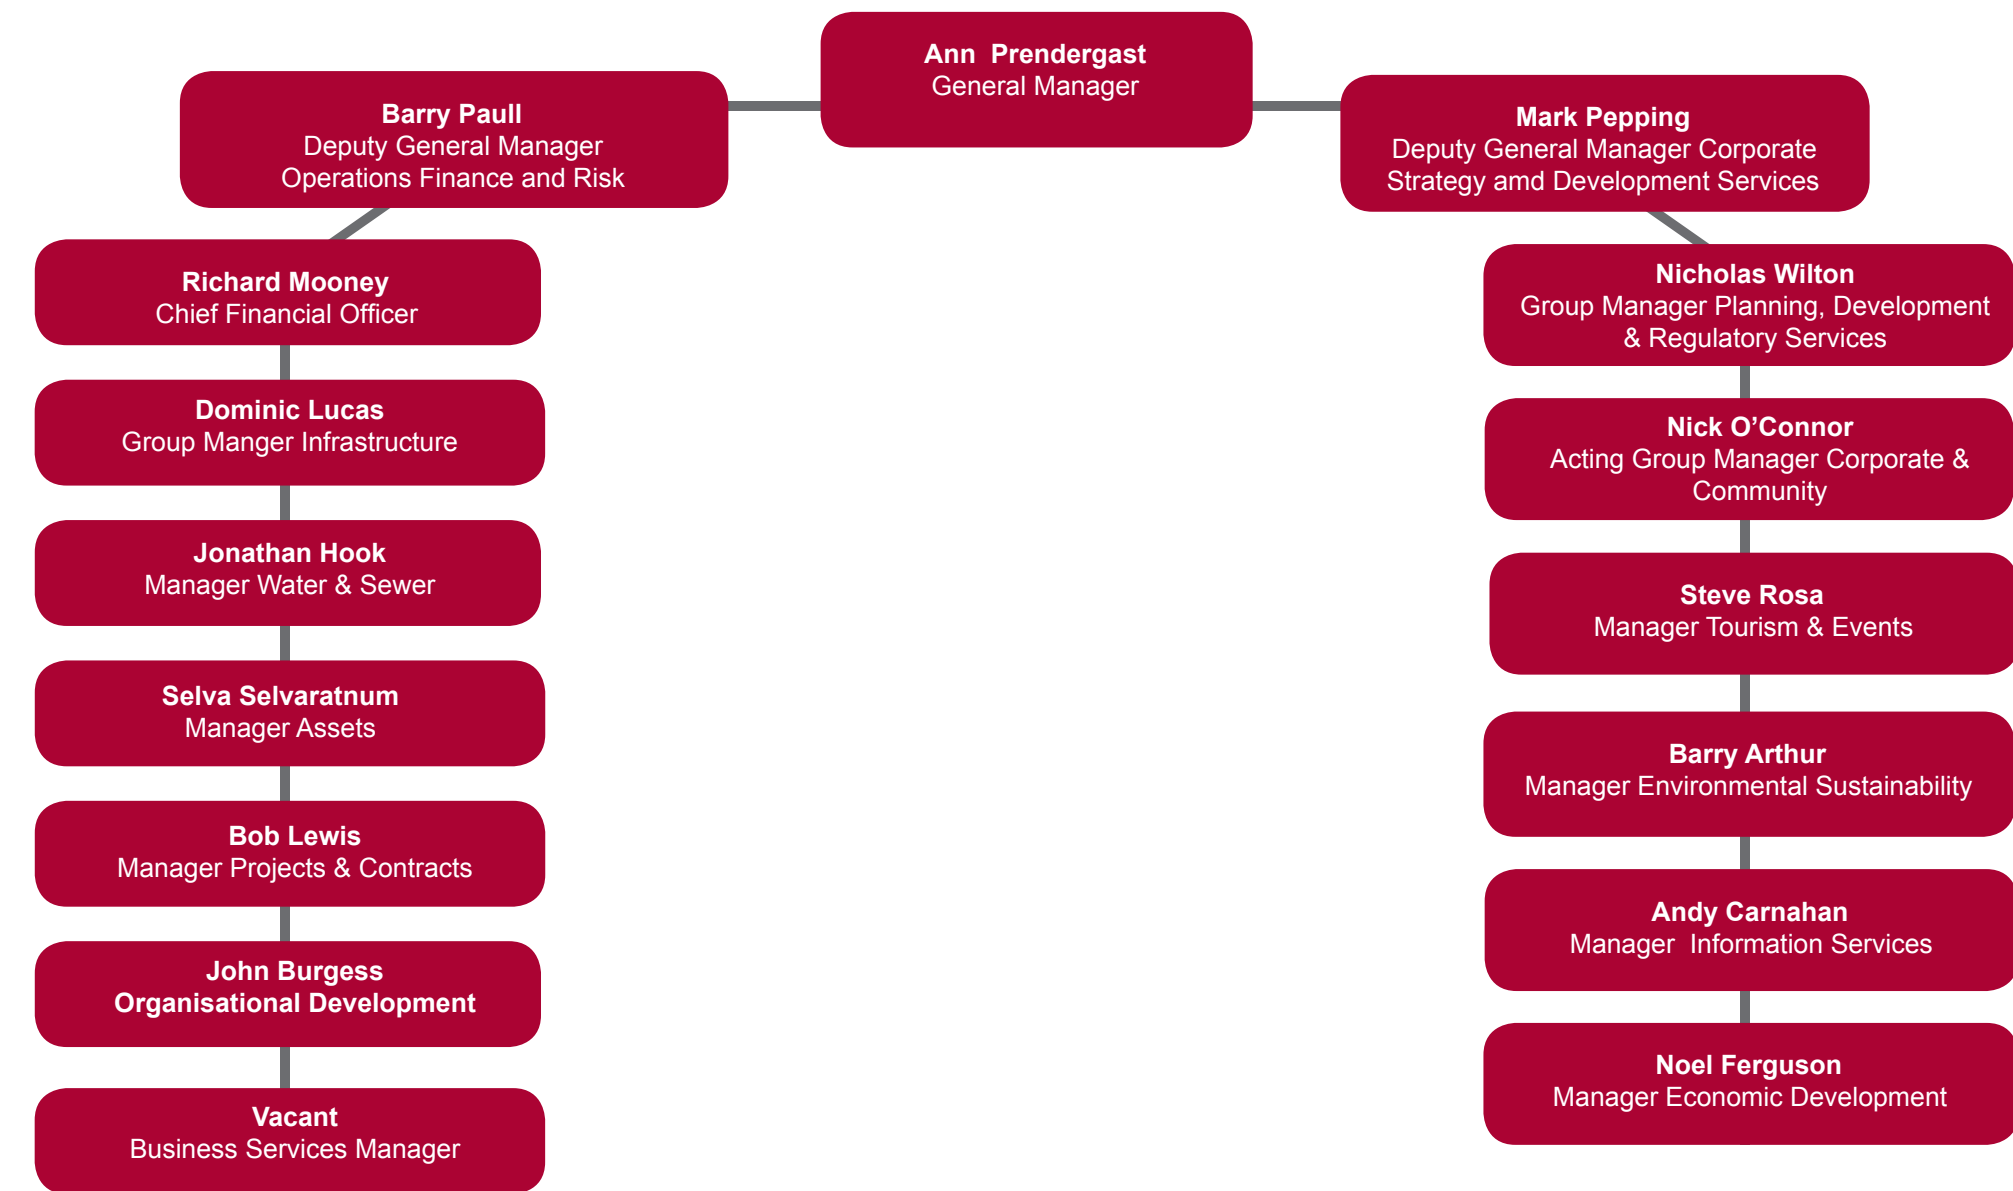 Ann  Prendergast
General Manager
Barry Paull
Deputy General Manager
Operations Finance and Risk
Mark Pepping
Deputy General Manager Corporate
Strategy amd Development Services
Richard Mooney
Chief Financial Officer
Dominic Lucas
Group Manger Infrastructure
Jonathan Hook
Manager Water & Sewer
Selva Selvaratnum
Manager Assets
Bob Lewis
Manager Projects & Contracts
John Burgess
Organisational Development
Vacant
Business Services Manager
Nicholas Wilton
Group Manager Planning, Development
& Regulatory Services
Nick O’Connor
Acting Group Manager Corporate &
Community
Steve Rosa
Manager Tourism & Events
Barry Arthur
Manager Environmental Sustainability
Andy Carnahan
Manager  Information Services
Noel Ferguson
Manager Economic Development